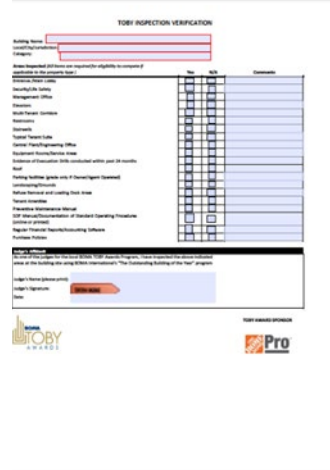 TOBY INSPECTION VERIFICATION
Building Name:
Local/City/Jurisdiction:
Category:
Areas Inspected (All items are required for eligibility to compete if
applicable to the property type.) Yes N/A Comments
Entrance /Main Lobby
Security/Life Safety
Management Office
Elevators
Multi-Tenant Corridors
Restrooms
Stairwells
Typical Tenant Suite
Central Plant/Engineering Office
Equipment Rooms/Service Areas
Evidence of Evacuation Drills conducted within past 24 months
Roof
Parking facilities (grade only if Owner/Agent Operated)
Landscaping/Grounds
Refuse Removal and Loading Dock Areas
Tenant Amenities
Preventive Maintenance Manual
SOP Manual/Documentation of Standard Operating Procedures
(online or printed)
Regular Financial Reports/Accounting Software
Purchase Policies
Judge's Affidavit
As one of the judges for the local BOMA TOBY Awards Program, I have inspected the above indicated
areas at the building site using BOMA International's "The Outstanding Building of the Year" program.
Judge's Name (please print):
Judge's Signature:
Date:
BOMA
TOBY
AWARDS
TOBY AWARD SPONSOR
Pro